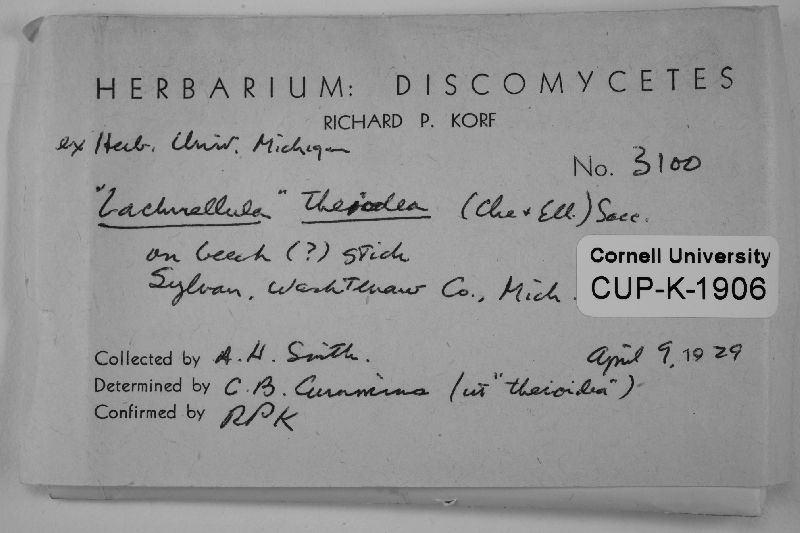 HERBARIUM: DISCOMYCETES
RICHARD P. KORF
ex Herb. Univ. Michigan
No. 3100
"Lachnellula" theiodea (Cke & Ell.) Sacc.
on beech (?) stick
Sylvan, Washtenaw Co., Mich.
Cornell University
CUP-K-1906
Collected by A. H. Smith. April 9, 1929
Determined by C. B. Cummins (ut "theioidea")
Confirmed by RPK